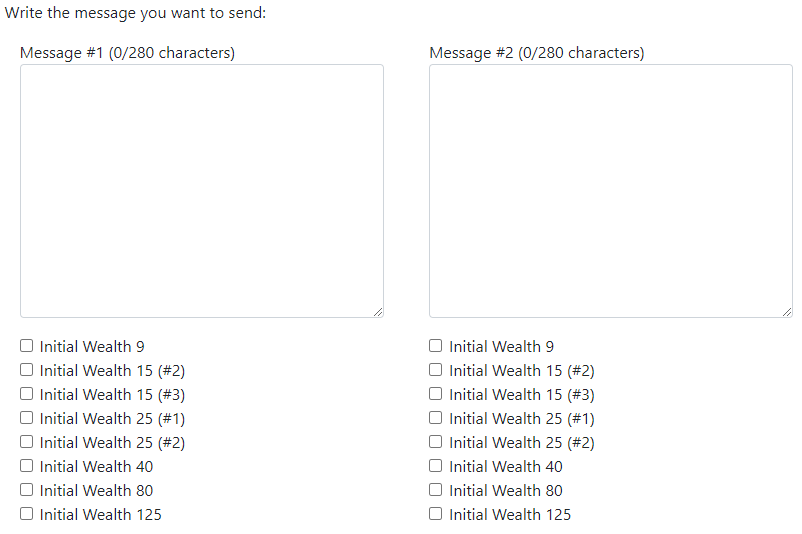 Write the message you want to send:
Message #1 (0/280 characters)
Message #2 (0/280 characters)
Initial Wealth 9
Initial Wealth 15 (#2)
Initial Wealth 15 (#3)
Initial Wealth 25 (#1)
Initial Wealth 25 (#2)
Initial Wealth 40
Initial Wealth 80
Initial Wealth 125
Initial Wealth 9
Initial Wealth 15 (#2)
Initial Wealth 15 (#3)
Initial Wealth 25 (#1)
Initial Wealth 25 (#2)
Initial Wealth 40
Initial Wealth 80
Initial Wealth 125